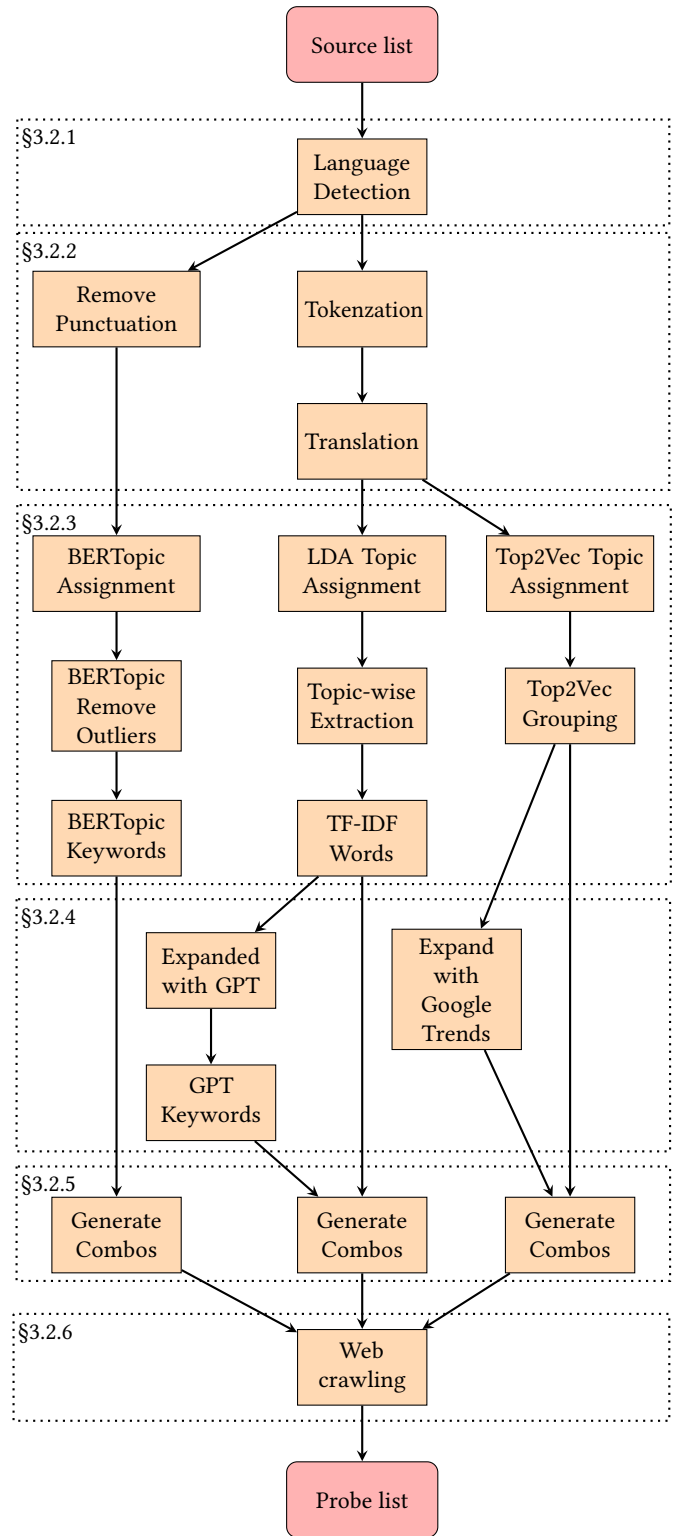 Source list
§3.2.1
Language
Detection
§3.2.2
Remove
Punctuation
Tokenzation
Translation
§3.2.3
BERTopic
Assignment
LDA Topic
Assignment
Top2Vec Topic
Assignment
BERTopic
Remove
Outliers
Topic-wise
Extraction
Top2Vec
Grouping
BERTopic
Keywords
TF-IDF
Words
§3.2.4
Expanded
with GPT
Expand
with
Google
Trends
GPT
Keywords
§3.2.5
Generate
Combos
Generate
Combos
Generate
Combos
§3.2.6
Web
crawling
Probe list